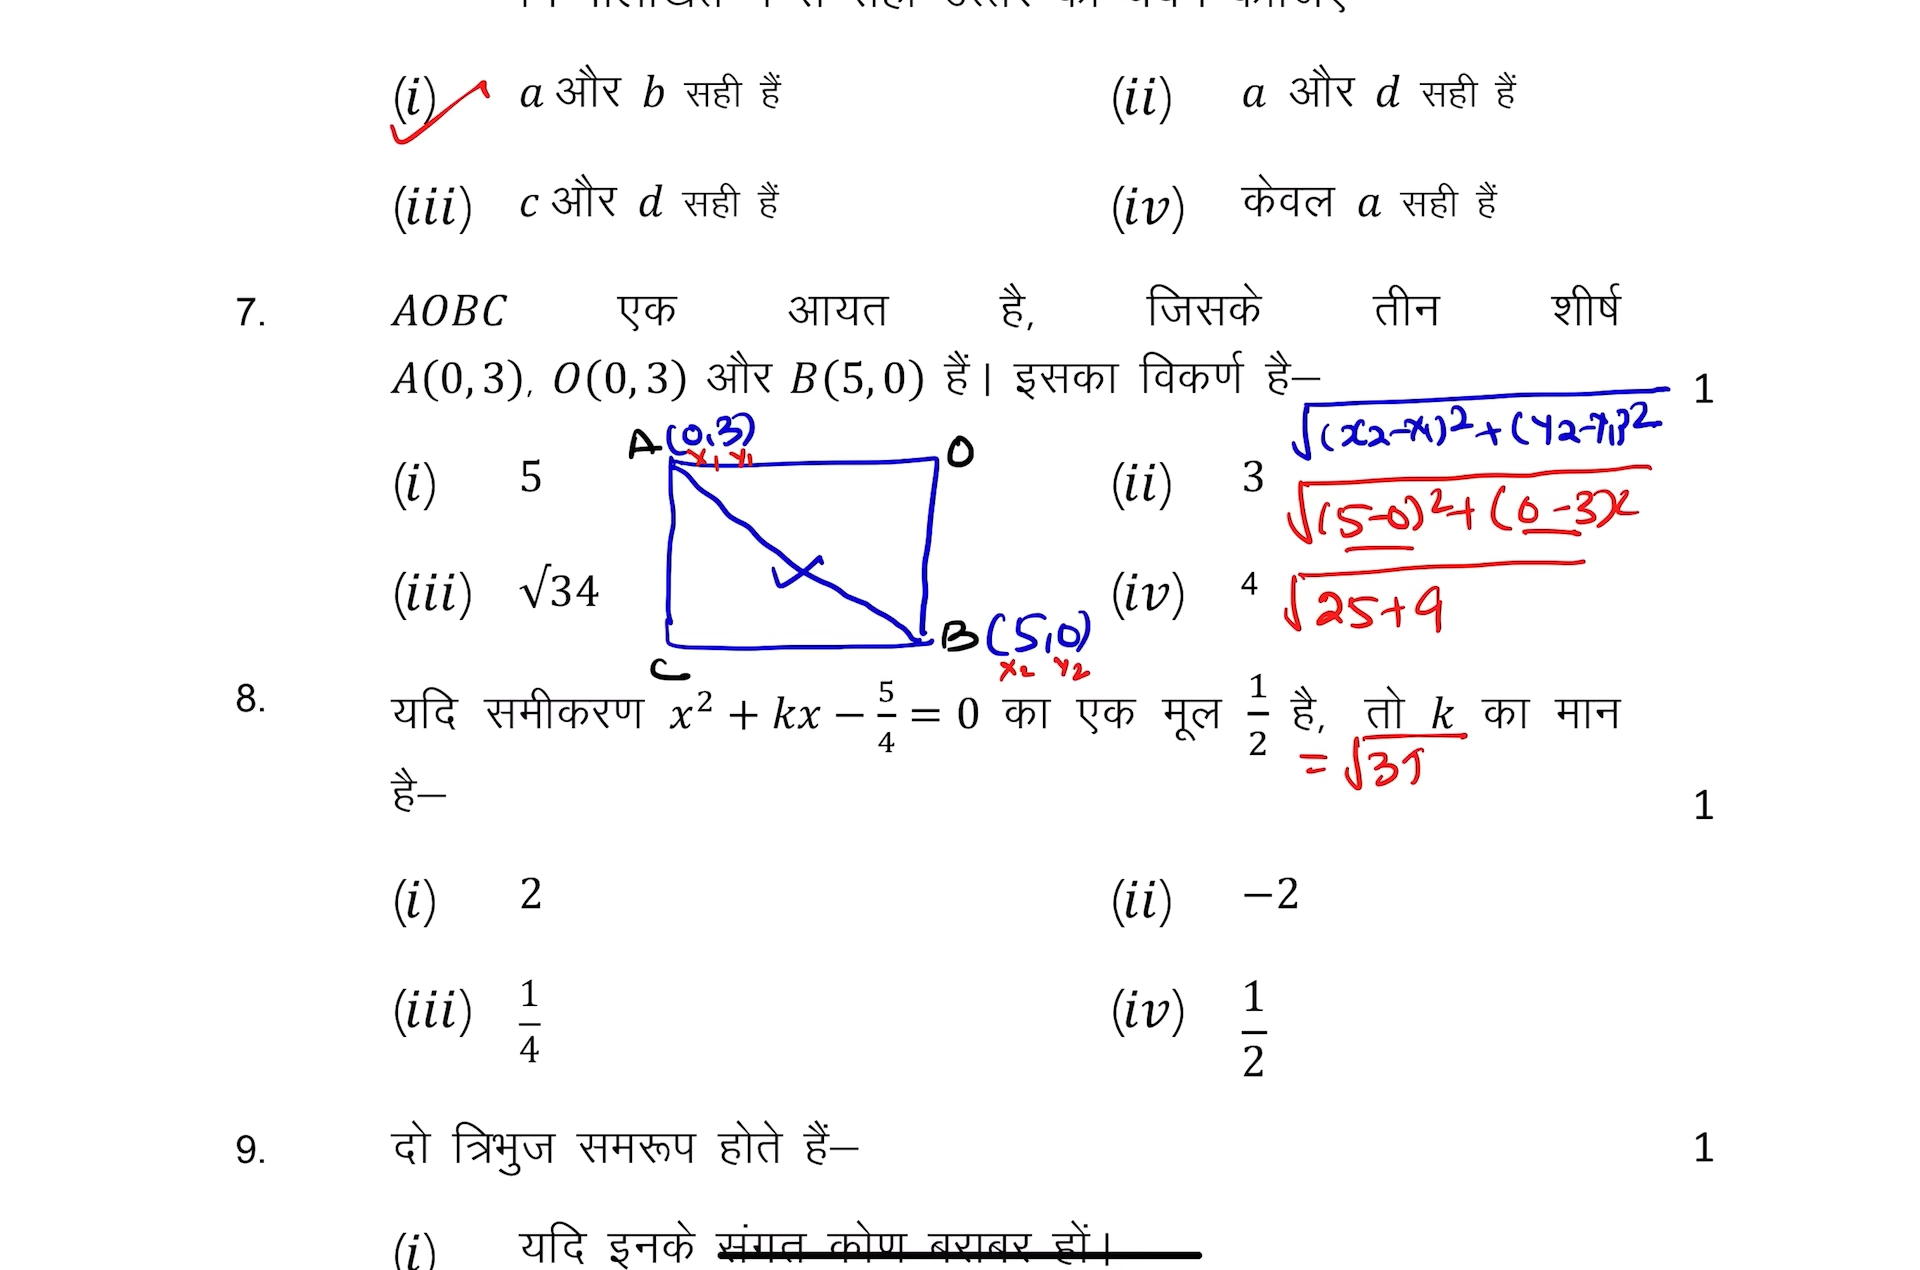 (i) a और b सही हैं (ii) a और d सही हैं
(iii) c और d सही हैं (iv) केवल a सही हैं
7. AOBC एक आयत है, जिसके तीन शीर्ष
A(0,3), O(0,3) और B(5,0) हैं। इसका विकर्ण है– 1
√(x2-x1)²+(y2-y1)²
A(0,3) O
x1 y1
(i) 5 (ii) 3
√(5-0)²+(0-3)²
(iii) √34 (iv) 4
√25+9
B(5,0)
x2 y2
C
8. यदि समीकरण x² + kx − 5/4 = 0 का एक मूल 1/2 है, तो k का मान
है– 1
(i) 2 (ii) −2
(iii) 1/4 (iv) 1/2
9. दो त्रिभुज समरूप होते हैं– 1
(i) यदि इनके संगत कोण बराबर हों।